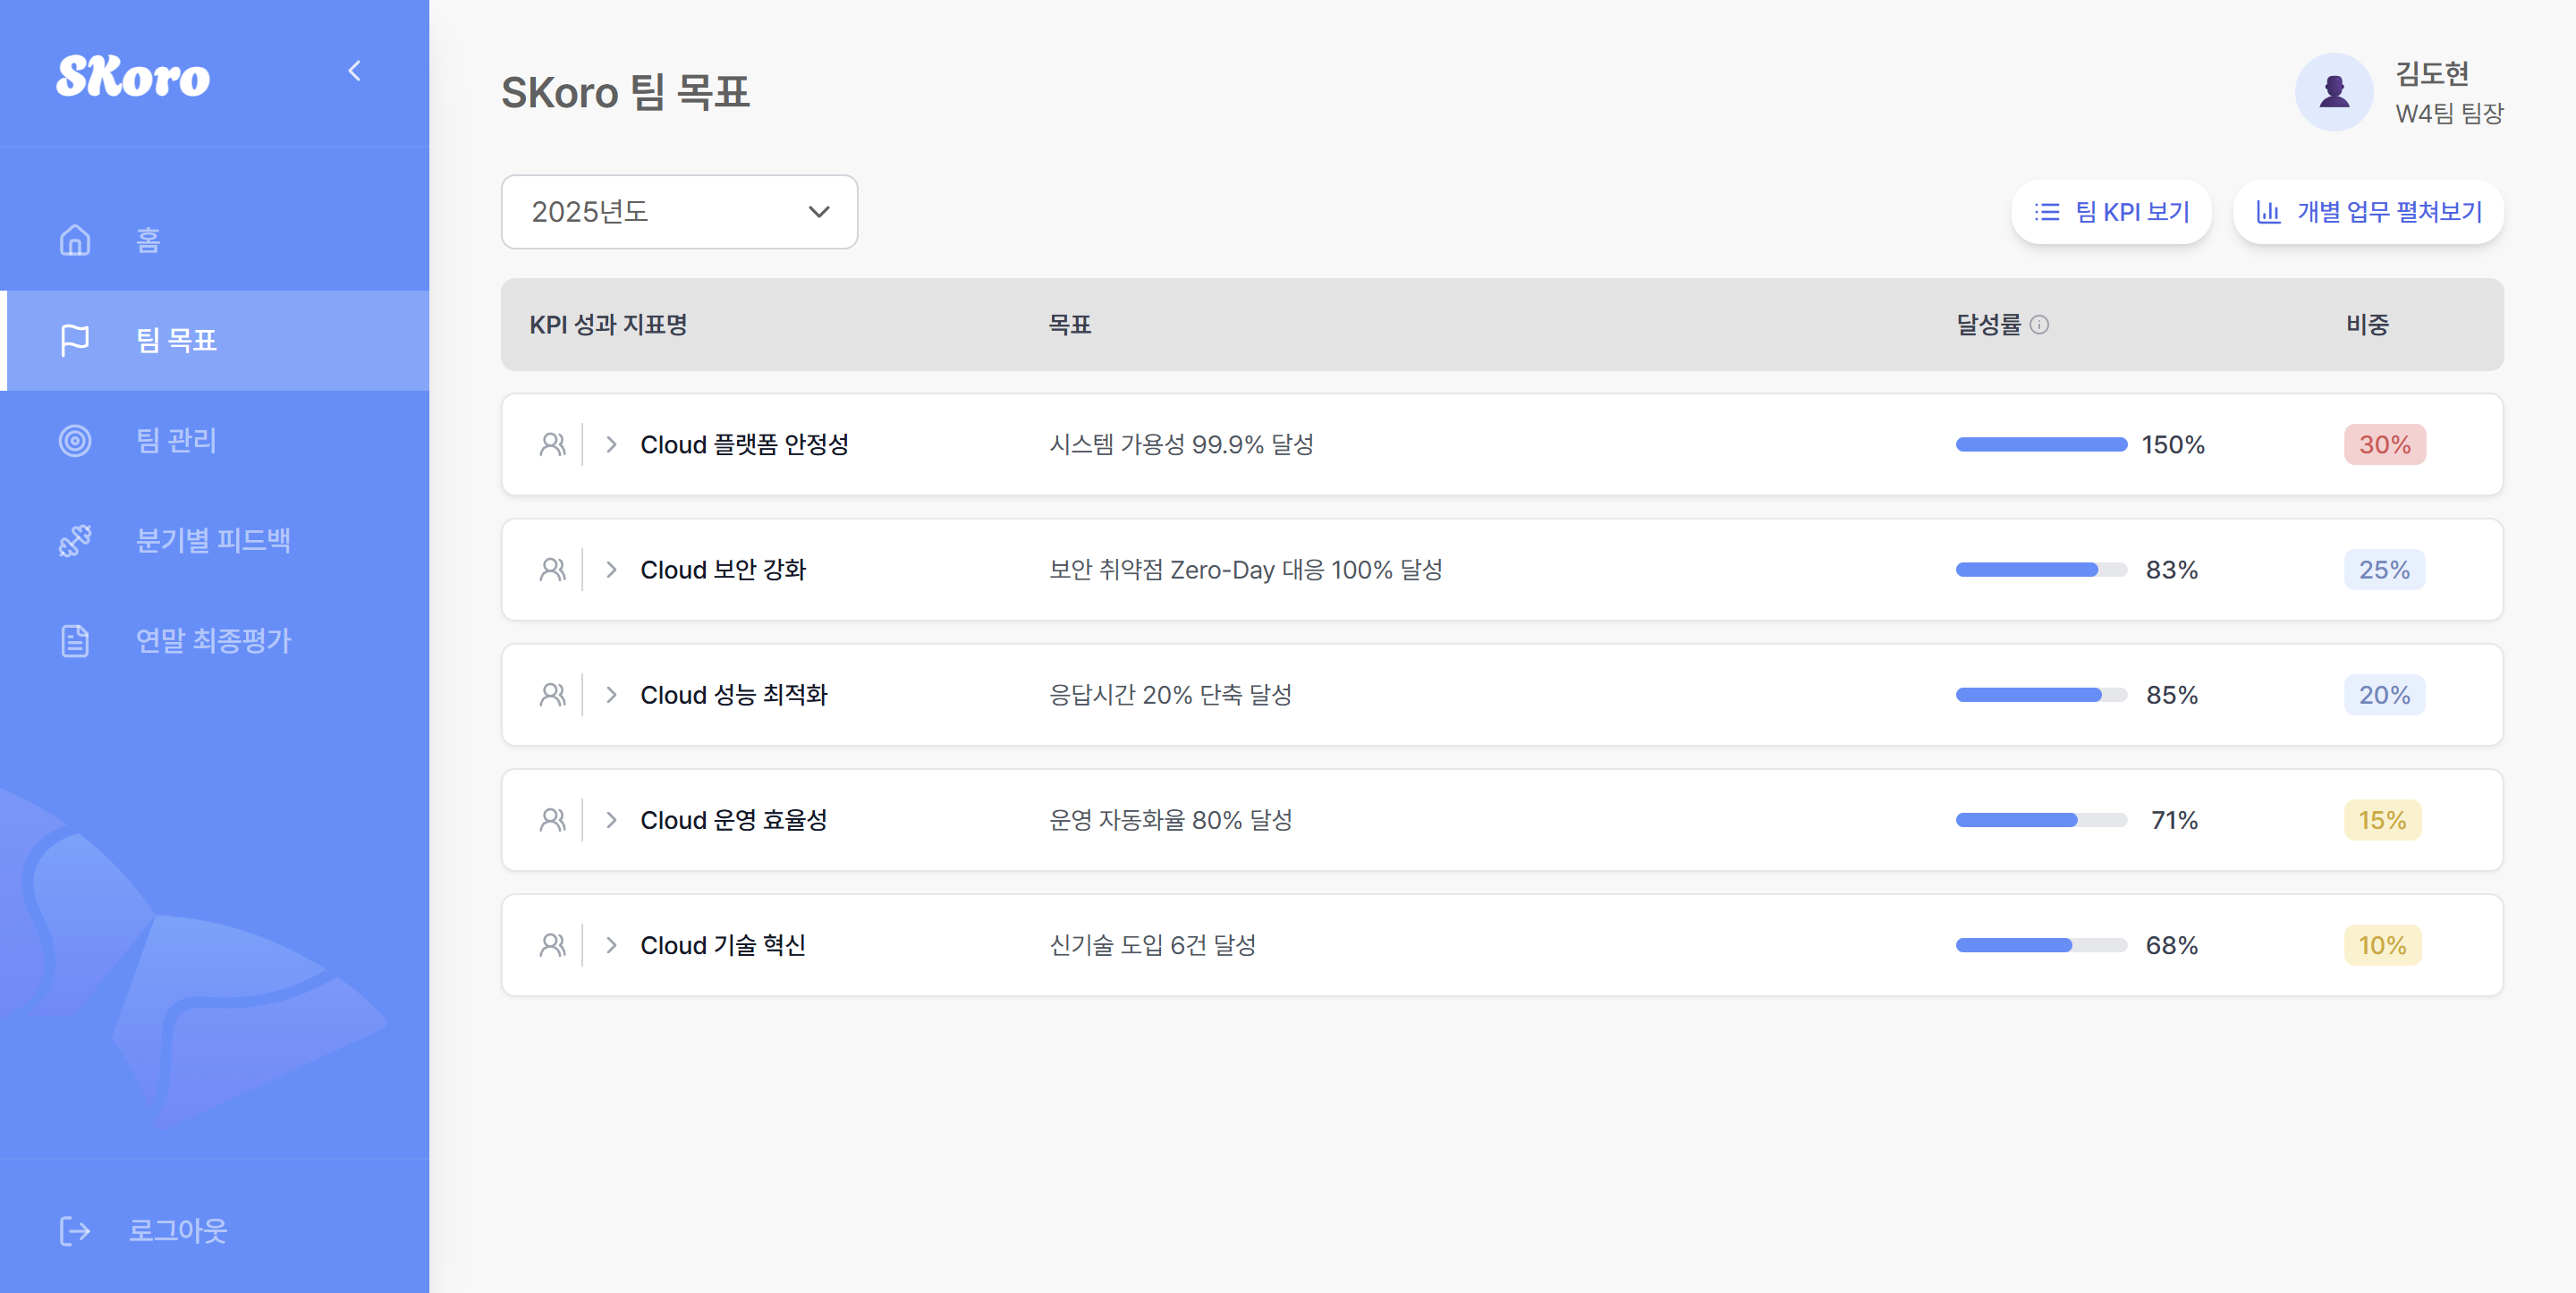 SKoro
홈
팀 목표
팀 관리
분기별 피드백
연말 최종평가
로그아웃
SKoro 팀 목표
김도현
W4팀 팀장
2025년도
팀 KPI 보기
개별 업무 펼쳐보기
KPI 성과 지표명 목표 달성률 비중
Cloud 플랫폼 안정성 시스템 가용성 99.9% 달성 150% 30%
Cloud 보안 강화 보안 취약점 Zero-Day 대응 100% 달성 83% 25%
Cloud 성능 최적화 응답시간 20% 단축 달성 85% 20%
Cloud 운영 효율성 운영 자동화율 80% 달성 71% 15%
Cloud 기술 혁신 신기술 도입 6건 달성 68% 10%